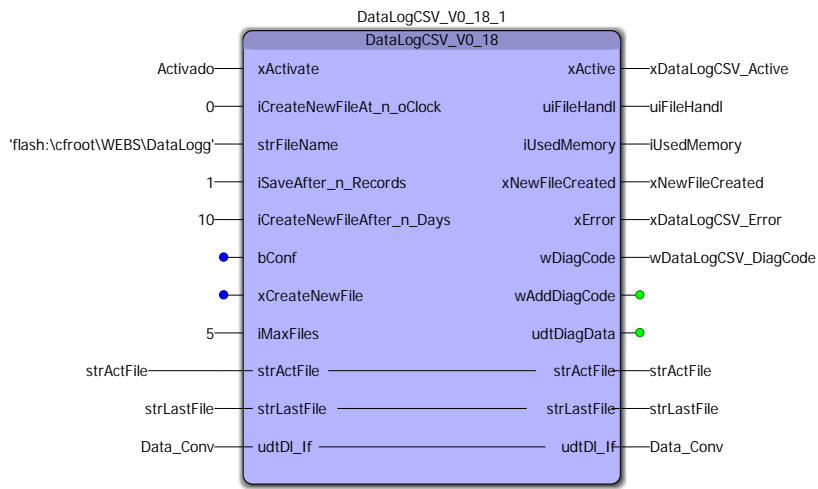 DataLogCSV_V0_18_1
DataLogCSV_V0_18
Activado xActivate xActive xDataLogCSV_Active
0 iCreateNewFileAt_n_oClock uiFileHandl uiFileHandl
'flash:\cfroot\WEBS\DataLogg' strFileName iUsedMemory iUsedMemory
1 iSaveAfter_n_Records xNewFileCreated xNewFileCreated
10 iCreateNewFileAfter_n_Days xError xDataLogCSV_Error
bConf wDiagCode wDataLogCSV_DiagCode
xCreateNewFile wAddDiagCode
5 iMaxFiles udtDiagData
strActFile strActFile strActFile strActFile
strLastFile strLastFile strLastFile strLastFile
Data_Conv udtDl_If udtDl_If Data_Conv